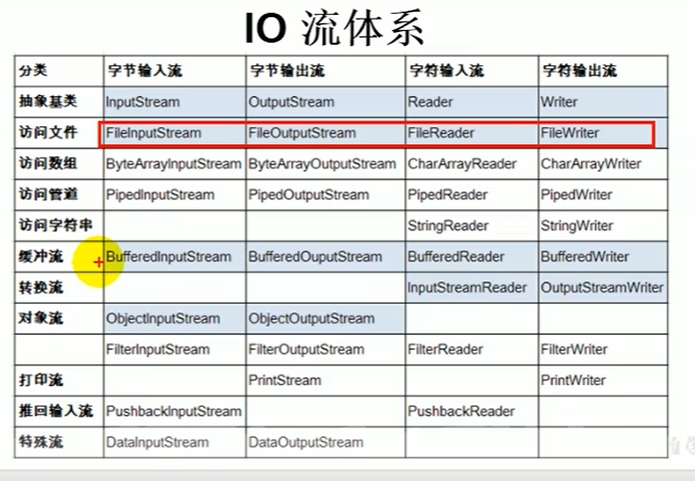 IO 流体系
分类 字节输入流 字节输出流 字符输入流 字符输出流
抽象基类 InputStream OutputStream Reader Writer
访问文件 FileInputStream FileOutputStream FileReader FileWriter
访问数组 ByteArrayInputStream ByteArrayOutputStream CharArrayReader CharArrayWriter
访问管道 PipedInputStream PipedOutputStream PipedReader PipedWriter
访问字符串 StringReader StringWriter
缓冲流 BufferedInputStream BufferedOuputStream BufferedReader BufferedWriter
转换流 InputStreamReader OutputStreamWriter
对象流 ObjectInputStream ObjectOutputStream
FilterInputStream FilterOutputStream FilterReader FilterWriter
打印流 PrintStream PrintWriter
推回输入流 PushbackInputStream PushbackReader
特殊流 DataInputStream DataOutputStream